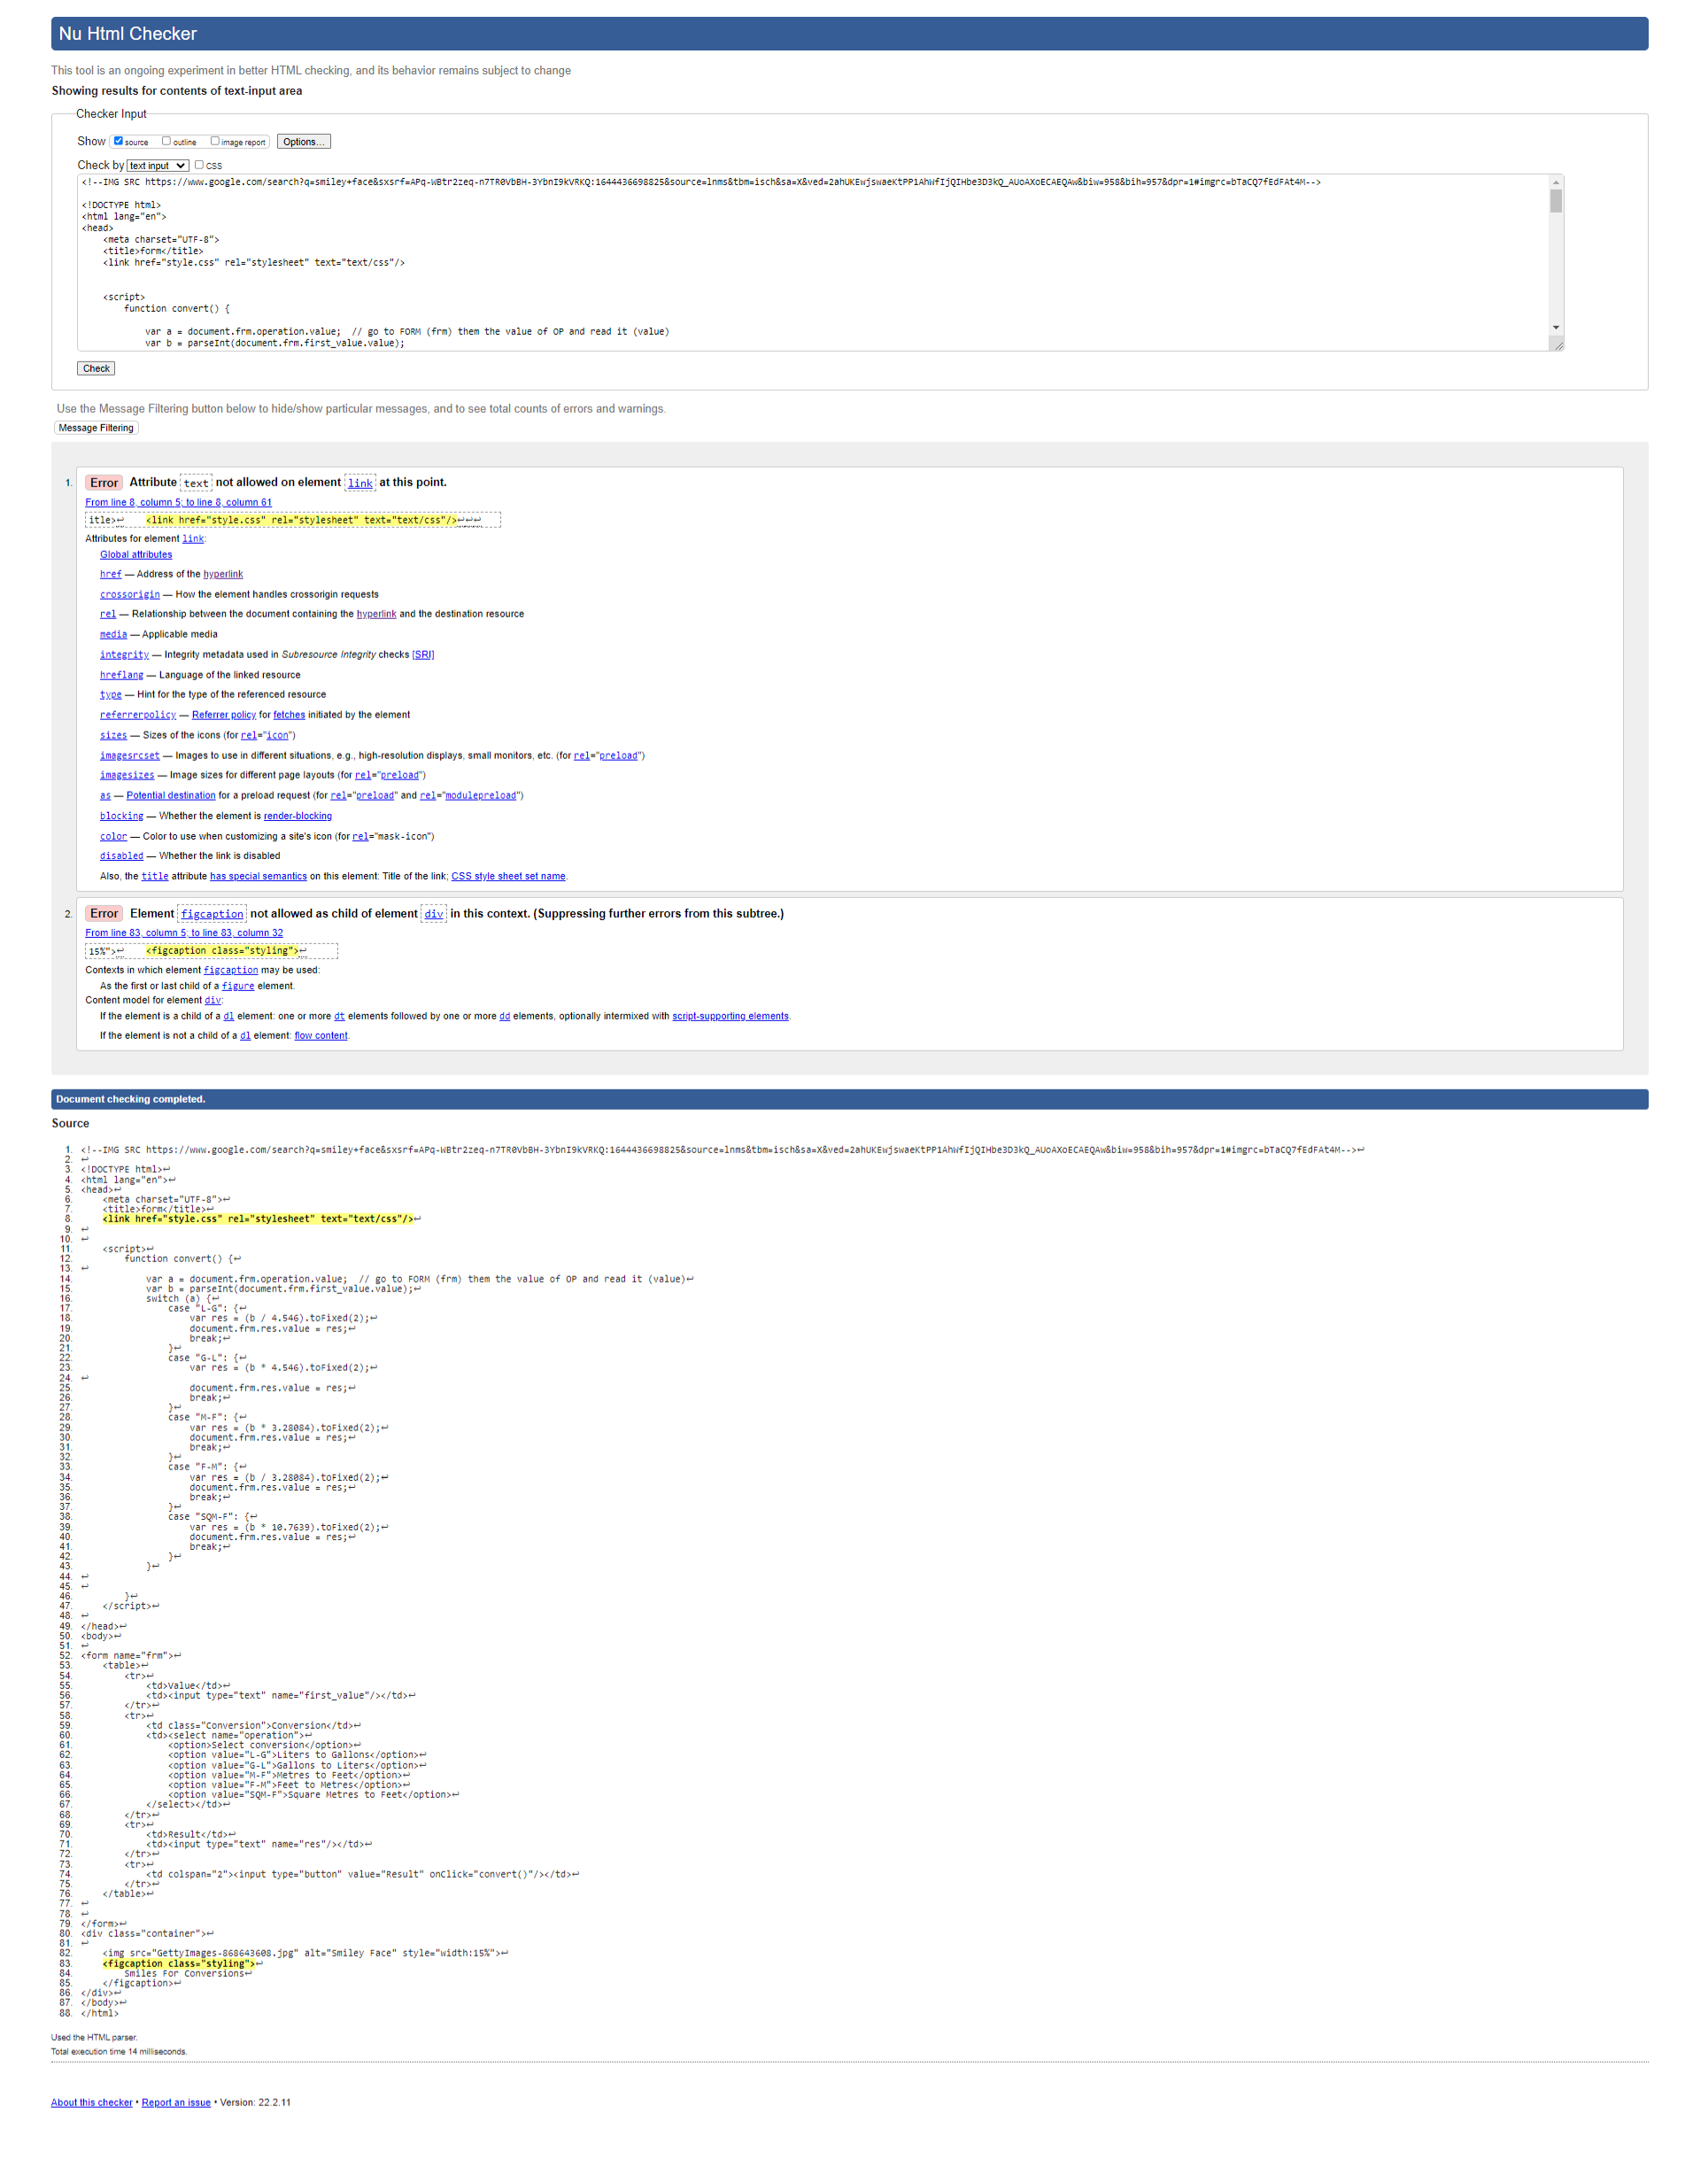 Nu Html Checker
This tool is an ongoing experiment in better HTML checking, and its behavior remains subject to change
Showing results for contents of text-input area
Checker Input
Show source outline image report Options...
Check by text input CSS
<!--IMG SRC https://www.google.com/search?q=smiley+face&sxsrf=APq-WBtr2zeq-n7TR0VbBH-3YbnI9kVRKQ:1644436698825&source=lnms&tbm=isch&sa=X&ved=2ahUKEwjswaeKtPP1AhWfIjQIHbe3D3kQ_AUoAXoECAEQAw&biw=958&bih=957&dpr=1#imgrc=bTaCQ7fEdFAt4M-->
<!DOCTYPE html>
<html lang="en">
<head>
<meta charset="UTF-8">
<title>form</title>
<link href="style.css" rel="stylesheet" text="text/css"/>
<script>
function convert() {
var a = document.frm.operation.value;  // go to FORM (frm) them the value of OP and read it (value)
var b = parseInt(document.frm.first_value.value);
Check
Use the Message Filtering button below to hide/show particular messages, and to see total counts of errors and warnings.
Message Filtering
1. Error Attribute text not allowed on element link at this point.
From line 8, column 5; to line 8, column 61
itle>↩    <link href="style.css" rel="stylesheet" text="text/css"/>↩↩↩
Attributes for element link:
Global attributes
href — Address of the hyperlink
crossorigin — How the element handles crossorigin requests
rel — Relationship between the document containing the hyperlink and the destination resource
media — Applicable media
integrity — Integrity metadata used in Subresource Integrity checks [SRI]
hreflang — Language of the linked resource
type — Hint for the type of the referenced resource
referrerpolicy — Referrer policy for fetches initiated by the element
sizes — Sizes of the icons (for rel="icon")
imagesrcset — Images to use in different situations, e.g., high-resolution displays, small monitors, etc. (for rel="preload")
imagesizes — Image sizes for different page layouts (for rel="preload")
as — Potential destination for a preload request (for rel="preload" and rel="modulepreload")
blocking — Whether the element is render-blocking
color — Color to use when customizing a site's icon (for rel="mask-icon")
disabled — Whether the link is disabled
Also, the title attribute has special semantics on this element: Title of the link; CSS style sheet set name.
2. Error Element figcaption not allowed as child of element div in this context. (Suppressing further errors from this subtree.)
From line 83, column 5; to line 83, column 32
15%">↩    <figcaption class="styling">↩
Contexts in which element figcaption may be used:
As the first or last child of a figure element.
Content model for element div:
If the element is a child of a dl element: one or more dt elements followed by one or more dd elements, optionally intermixed with script-supporting elements.
If the element is not a child of a dl element: flow content.
Document checking completed.
Source
1. <!--IMG SRC https://www.google.com/search?q=smiley+face&sxsrf=APq-WBtr2zeq-n7TR0VbBH-3YbnI9kVRKQ:1644436698825&source=lnms&tbm=isch&sa=X&ved=2ahUKEwjswaeKtPP1AhWfIjQIHbe3D3kQ_AUoAXoECAEQAw&biw=958&bih=957&dpr=1#imgrc=bTaCQ7fEdFAt4M-->↩
2. ↩
3. <!DOCTYPE html>↩
4. <html lang="en">↩
5. <head>↩
6. <meta charset="UTF-8">↩
7. <title>form</title>↩
8. <link href="style.css" rel="stylesheet" text="text/css"/>↩
9. ↩
10. ↩
11. <script>↩
12. function convert() {↩
13. ↩
14. var a = document.frm.operation.value;  // go to FORM (frm) them the value of OP and read it (value)↩
15. var b = parseInt(document.frm.first_value.value);↩
16. switch (a) {↩
17. case "L-G": {↩
18. var res = (b / 4.546).toFixed(2);↩
19. document.frm.res.value = res;↩
20. break;↩
21. }↩
22. case "G-L": {↩
23. var res = (b * 4.546).toFixed(2);↩
24. ↩
25. document.frm.res.value = res;↩
26. break;↩
27. }↩
28. case "M-F": {↩
29. var res = (b * 3.28084).toFixed(2);↩
30. document.frm.res.value = res;↩
31. break;↩
32. }↩
33. case "F-M": {↩
34. var res = (b / 3.28084).toFixed(2);↩
35. document.frm.res.value = res;↩
36. break;↩
37. }↩
38. case "SQM-F": {↩
39. var res = (b * 10.7639).toFixed(2);↩
40. document.frm.res.value = res;↩
41. break;↩
42. }↩
43. }↩
44. ↩
45. ↩
46. }↩
47. </script>↩
48. ↩
49. </head>↩
50. <body>↩
51. ↩
52. <form name="frm">↩
53. <table>↩
54. <tr>↩
55. <td>Value</td>↩
56. <td><input type="text" name="first_value"/></td>↩
57. </tr>↩
58. <tr>↩
59. <td class="Conversion">Conversion</td>↩
60. <td><select name="operation">↩
61. <option>Select conversion</option>↩
62. <option value="L-G">Liters to Gallons</option>↩
63. <option value="G-L">Gallons to Liters</option>↩
64. <option value="M-F">Metres to Feet</option>↩
65. <option value="F-M">Feet to Metres</option>↩
66. <option value="SQM-F">Square Metres to Feet</option>↩
67. </select></td>↩
68. </tr>↩
69. <tr>↩
70. <td>Result</td>↩
71. <td><input type="text" name="res"/></td>↩
72. </tr>↩
73. <tr>↩
74. <td colspan="2"><input type="button" value="Result" onClick="convert()"/></td>↩
75. </tr>↩
76. </table>↩
77. ↩
78. ↩
79. </form>↩
80. <div class="container">↩
81. ↩
82. <img src="GettyImages-868643608.jpg" alt="Smiley Face" style="width:15%">↩
83. <figcaption class="styling">↩
84. Smiles For Conversions↩
85. </figcaption>↩
86. </div>↩
87. </body>↩
88. </html>
Used the HTML parser.
Total execution time 14 milliseconds.
About this checker • Report an issue • Version: 22.2.11